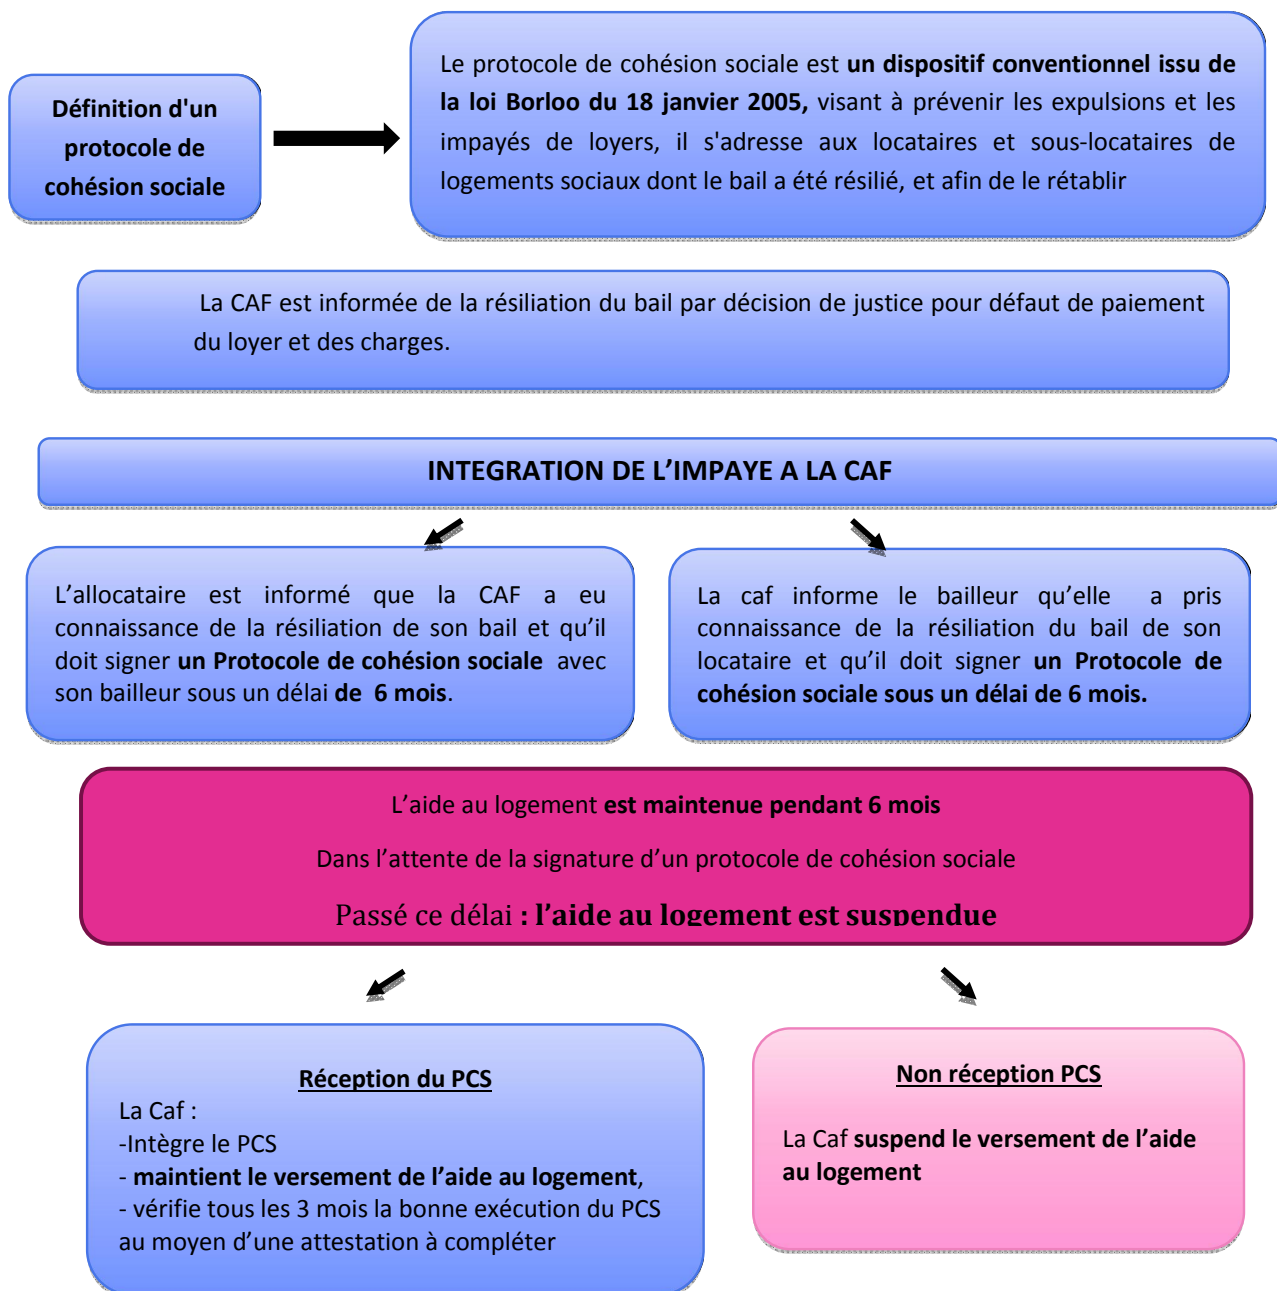 Définition d'un
protocole de
cohésion sociale
Le protocole de cohésion sociale est un dispositif conventionnel issu de
la loi Borloo du 18 janvier 2005, visant à prévenir les expulsions et les
impayés de loyers, il s'adresse aux locataires et sous-locataires de
logements sociaux dont le bail a été résilié, et afin de le rétablir
La CAF est informée de la résiliation du bail par décision de justice pour défaut de paiement
du loyer et des charges.
INTEGRATION DE L'IMPAYE A LA CAF
L'allocataire est informé que la CAF a eu
connaissance de la résiliation de son bail et qu'il
doit signer un Protocole de cohésion sociale avec
son bailleur sous un délai de 6 mois.
La caf informe le bailleur qu'elle a pris
connaissance de la résiliation du bail de son
locataire et qu'il doit signer un Protocole de
cohésion sociale sous un délai de 6 mois.
L'aide au logement est maintenue pendant 6 mois
Dans l'attente de la signature d'un protocole de cohésion sociale
Passé ce délai : l'aide au logement est suspendue
Réception du PCS
La Caf :
-Intègre le PCS
- maintient le versement de l'aide au logement,
- vérifie tous les 3 mois la bonne exécution du PCS
au moyen d'une attestation à compléter
Non réception PCS
La Caf suspend le versement de l'aide
au logement